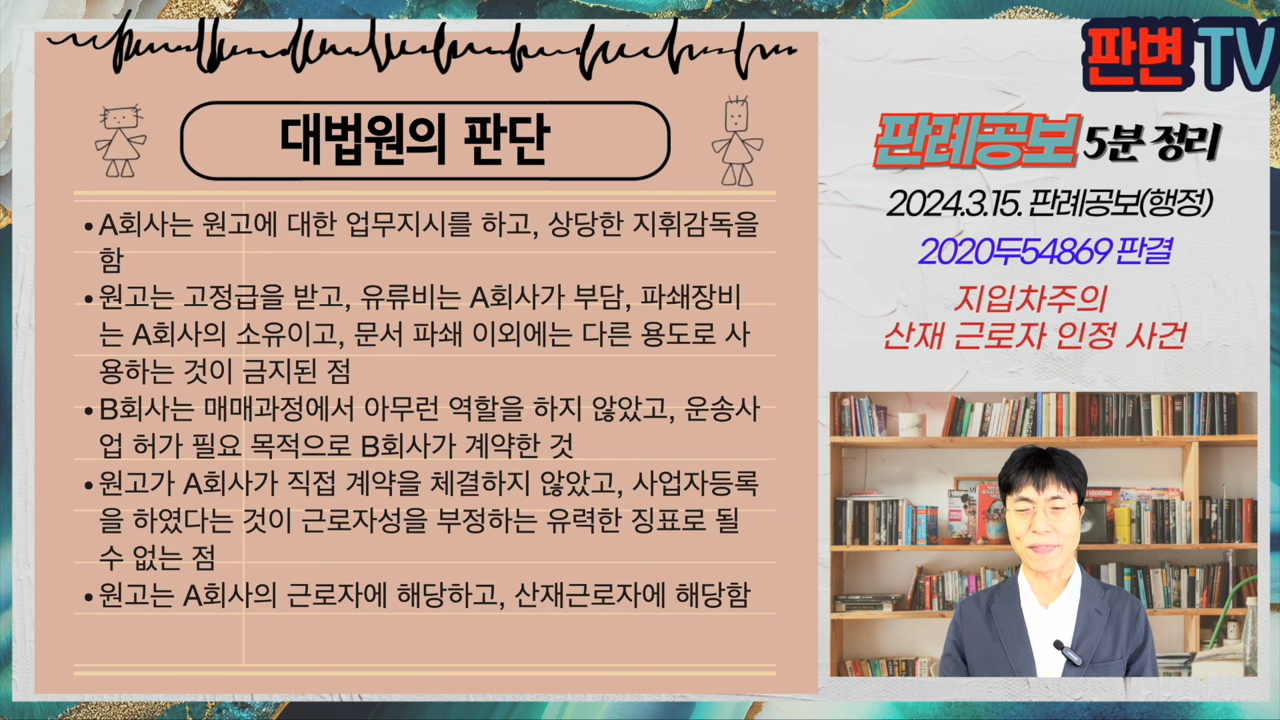 판변 TV
대법원의 판단
•A회사는 원고에 대한 업무지시를 하고, 상당한 지휘감독을
함
•원고는 고정급을 받고, 유류비는 A회사가 부담, 파쇄장비
는 A회사의 소유이고, 문서 파쇄 이외에는 다른 용도로 사
용하는 것이 금지된 점
•B회사는 매매과정에서 아무런 역할을 하지 않았고, 운송사
업 허가 필요 목적으로 B회사가 계약한 것
•원고가 A회사가 직접 계약을 체결하지 않았고, 사업자등록
을 하였다는 것이 근로자성을 부정하는 유력한 징표로 될
수 없는 점
•원고는 A회사의 근로자에 해당하고, 산재근로자에 해당함
판례공보 5분 정리
2024.3.15. 판례공보(행정)
2020두54869 판결
지입차주의
산재 근로자 인정 사건